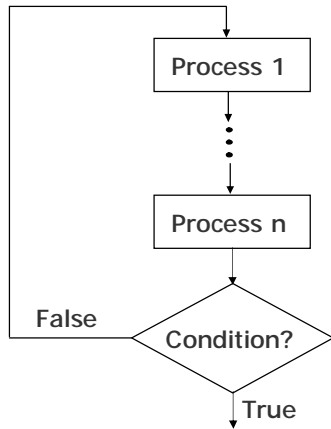 Process 1
Process n
False
Condition?
True